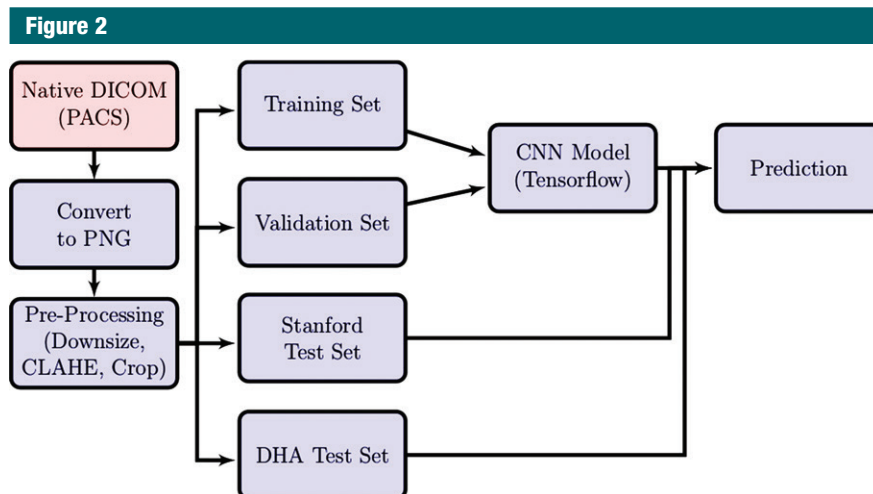 Figure 2
Native DICOM
(PACS)
Convert
to PNG
Pre-Processing
(Downsize,
CLAHE, Crop)
Training Set
Validation Set
Stanford
Test Set
DHA Test Set
CNN Model
(Tensorflow)
Prediction